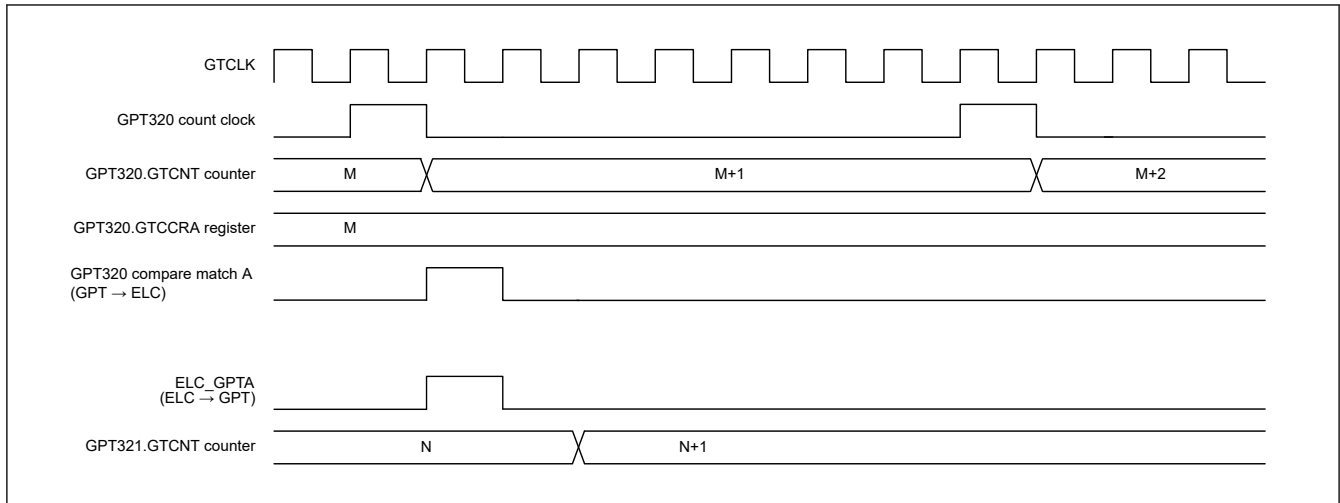 GTCLK
GPT320 count clock
GPT320.GTCNT counter
M
M+1
M+2
GPT320.GTCCRA register
M
GPT320 compare match A
(GPT → ELC)
ELC_GPTA
(ELC → GPT)
GPT321.GTCNT counter
N
N+1